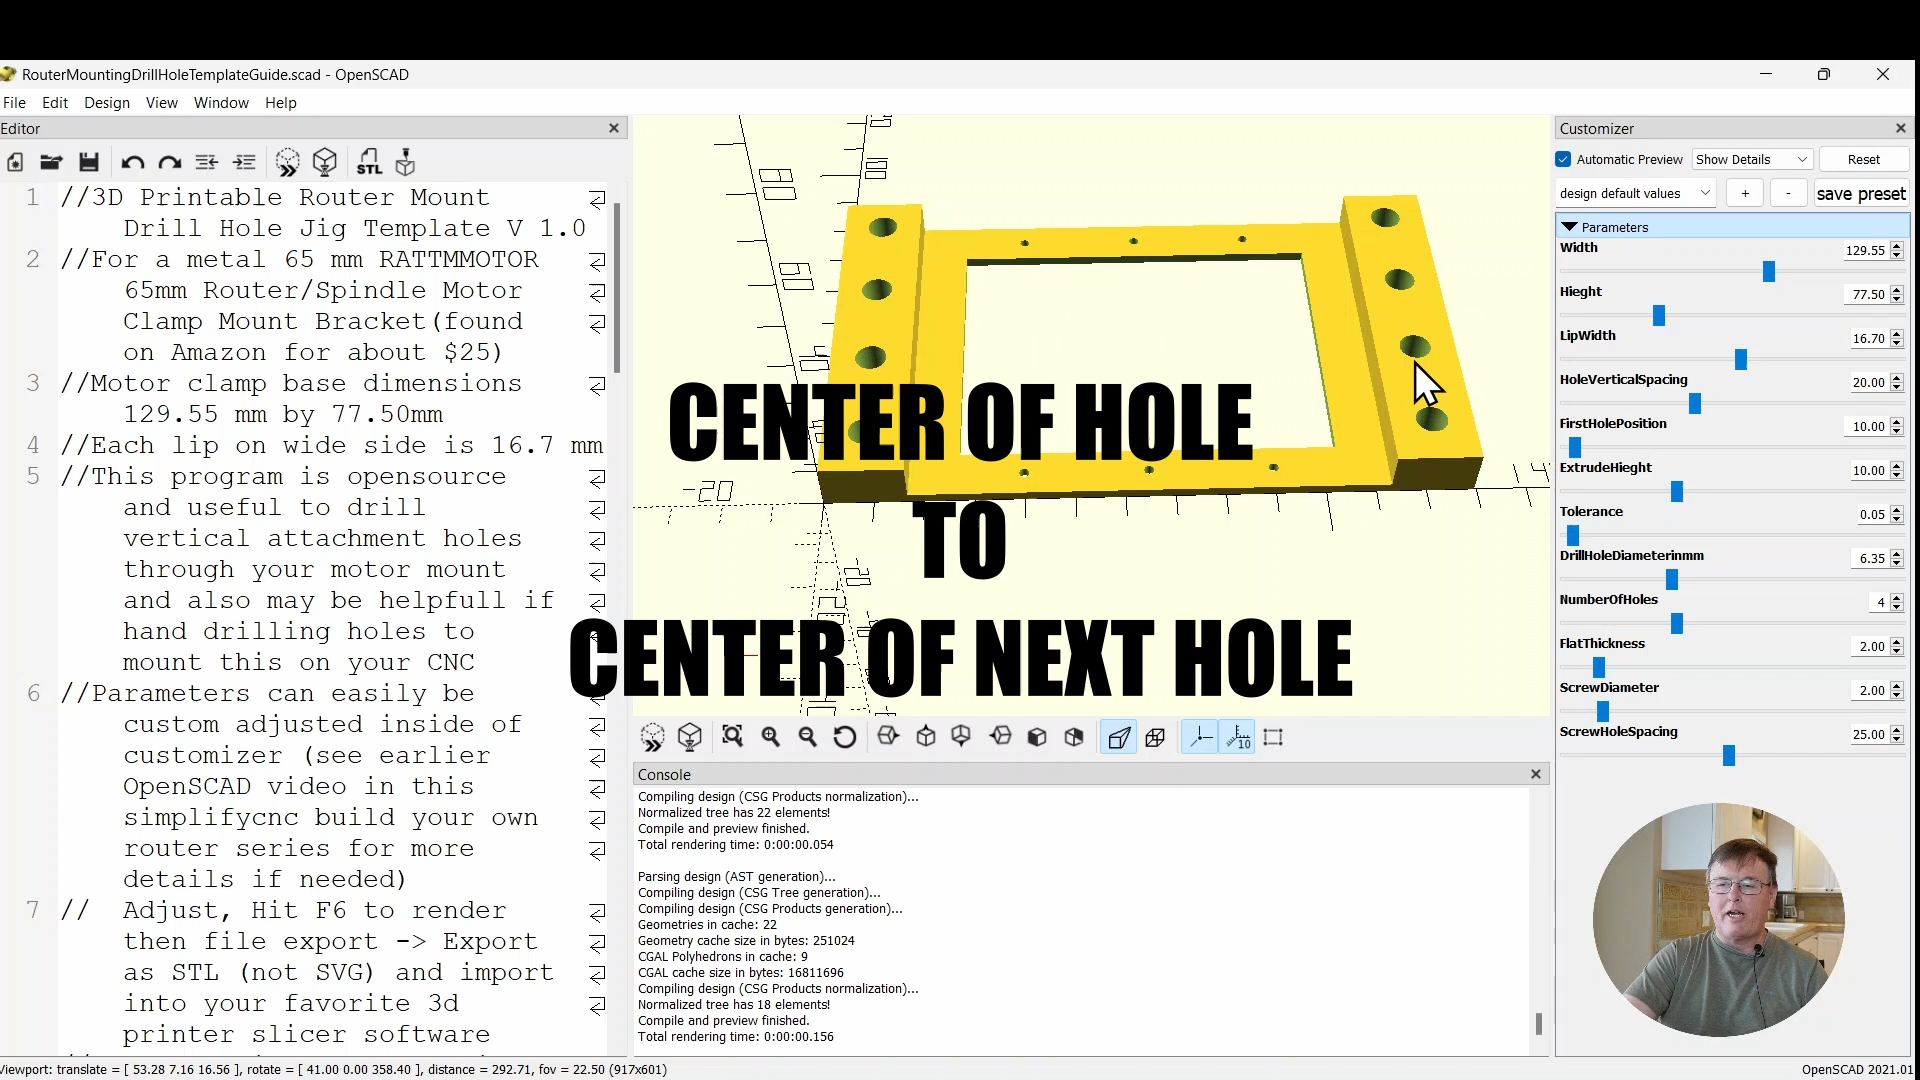 RouterMountingDrillHoleTemplateGuide.scad - OpenSCAD
File Edit Design View Window Help
Editor
STL
1 //3D Printable Router Mount
Drill Hole Jig Template V 1.0
2 //For a metal 65 mm RATTMMOTOR
65mm Router/Spindle Motor
Clamp Mount Bracket(found
on Amazon for about $25)
3 //Motor clamp base dimensions
129.55 mm by 77.50mm
4 //Each lip on wide side is 16.7 mm
5 //This program is opensource
and useful to drill
vertical attachment holes
through your motor mount
and also may be helpfull if
hand drilling holes to
mount this on your CNC
6 //Parameters can easily be
custom adjusted inside of
customizer (see earlier
OpenSCAD video in this
simplifycnc build your own
router series for more
details if needed)
7 // Adjust, Hit F6 to render
then file export -> Export
as STL (not SVG) and import
into your favorite 3d
printer slicer software
CENTER OF HOLE
TO
CENTER OF NEXT HOLE
-20
10
Console
Compiling design (CSG Products normalization)...
Normalized tree has 22 elements!
Compile and preview finished.
Total rendering time: 0:00:00.054
Parsing design (AST generation)...
Compiling design (CSG Tree generation)...
Compiling design (CSG Products generation)...
Geometries in cache: 22
Geometry cache size in bytes: 251024
CGAL Polyhedrons in cache: 9
CGAL cache size in bytes: 16811696
Compiling design (CSG Products normalization)...
Normalized tree has 18 elements!
Compile and preview finished.
Total rendering time: 0:00:00.156
Customizer
Automatic Preview Show Details Reset
design default values + - save preset
Parameters
Width 129.55
Hieght 77.50
LipWidth 16.70
HoleVerticalSpacing 20.00
FirstHolePosition 10.00
ExtrudeHieght 10.00
Tolerance 0.05
DrillHoleDiameterinmm 6.35
NumberOfHoles 4
FlatThickness 2.00
ScrewDiameter 2.00
ScrewHoleSpacing 25.00
Viewport: translate = [ 53.28 7.16 16.56 ], rotate = [ 41.00 0.00 358.40 ], distance = 292.71, fov = 22.50 (917x601)
OpenSCAD 2021.01